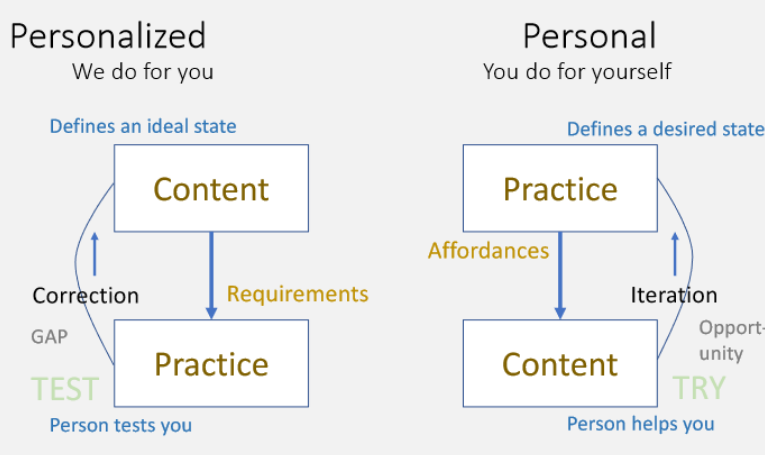 Personalized
We do for you
Defines an ideal state
Content
Correction
Requirements
GAP
Practice
TEST
Person tests you
Personal
You do for yourself
Defines a desired state
Practice
Affordances
Iteration
Opport-
unity
Content
TRY
Person helps you